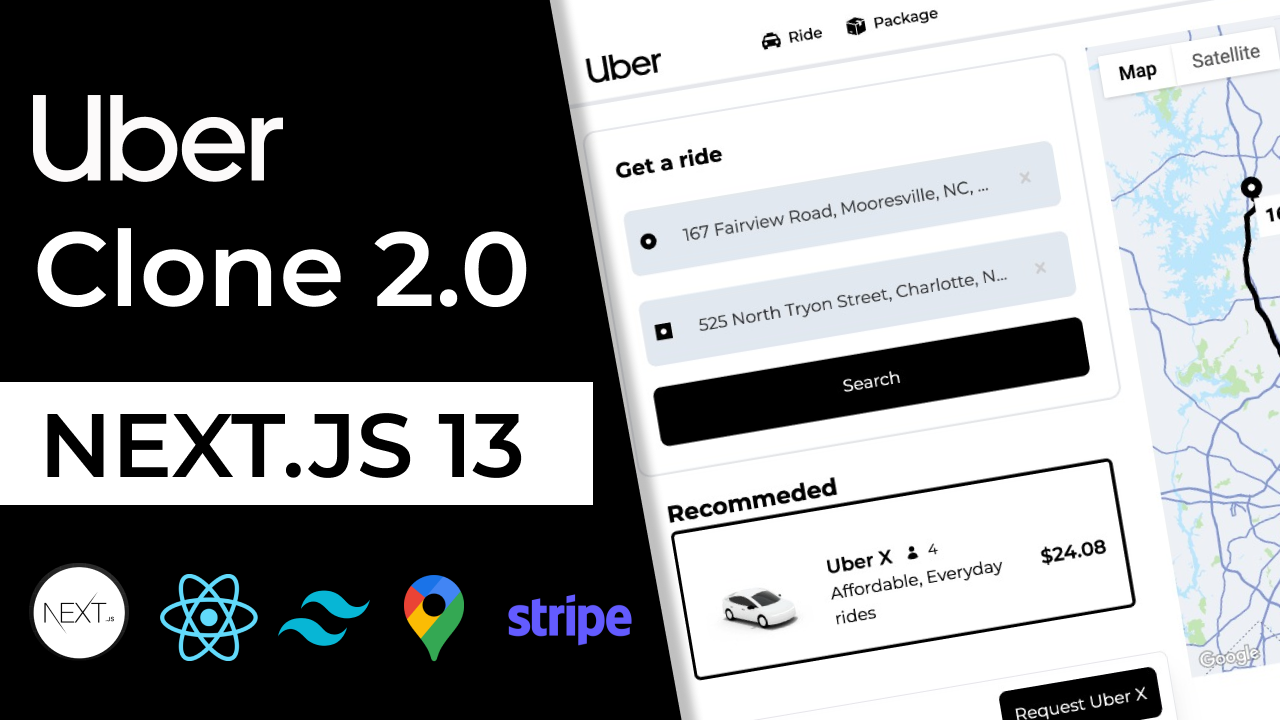 Uber
Clone 2.0
NEXT.JS 13
NEXT.JS
stripe
Uber
Ride
Package
Get a ride
167 Fairview Road, Mooresville, NC, ...
525 North Tryon Street, Charlotte, N...
Search
Recommeded
Uber X 4
Affordable, Everyday
rides
$24.08
Request Uber X
Map
Satellite
Google